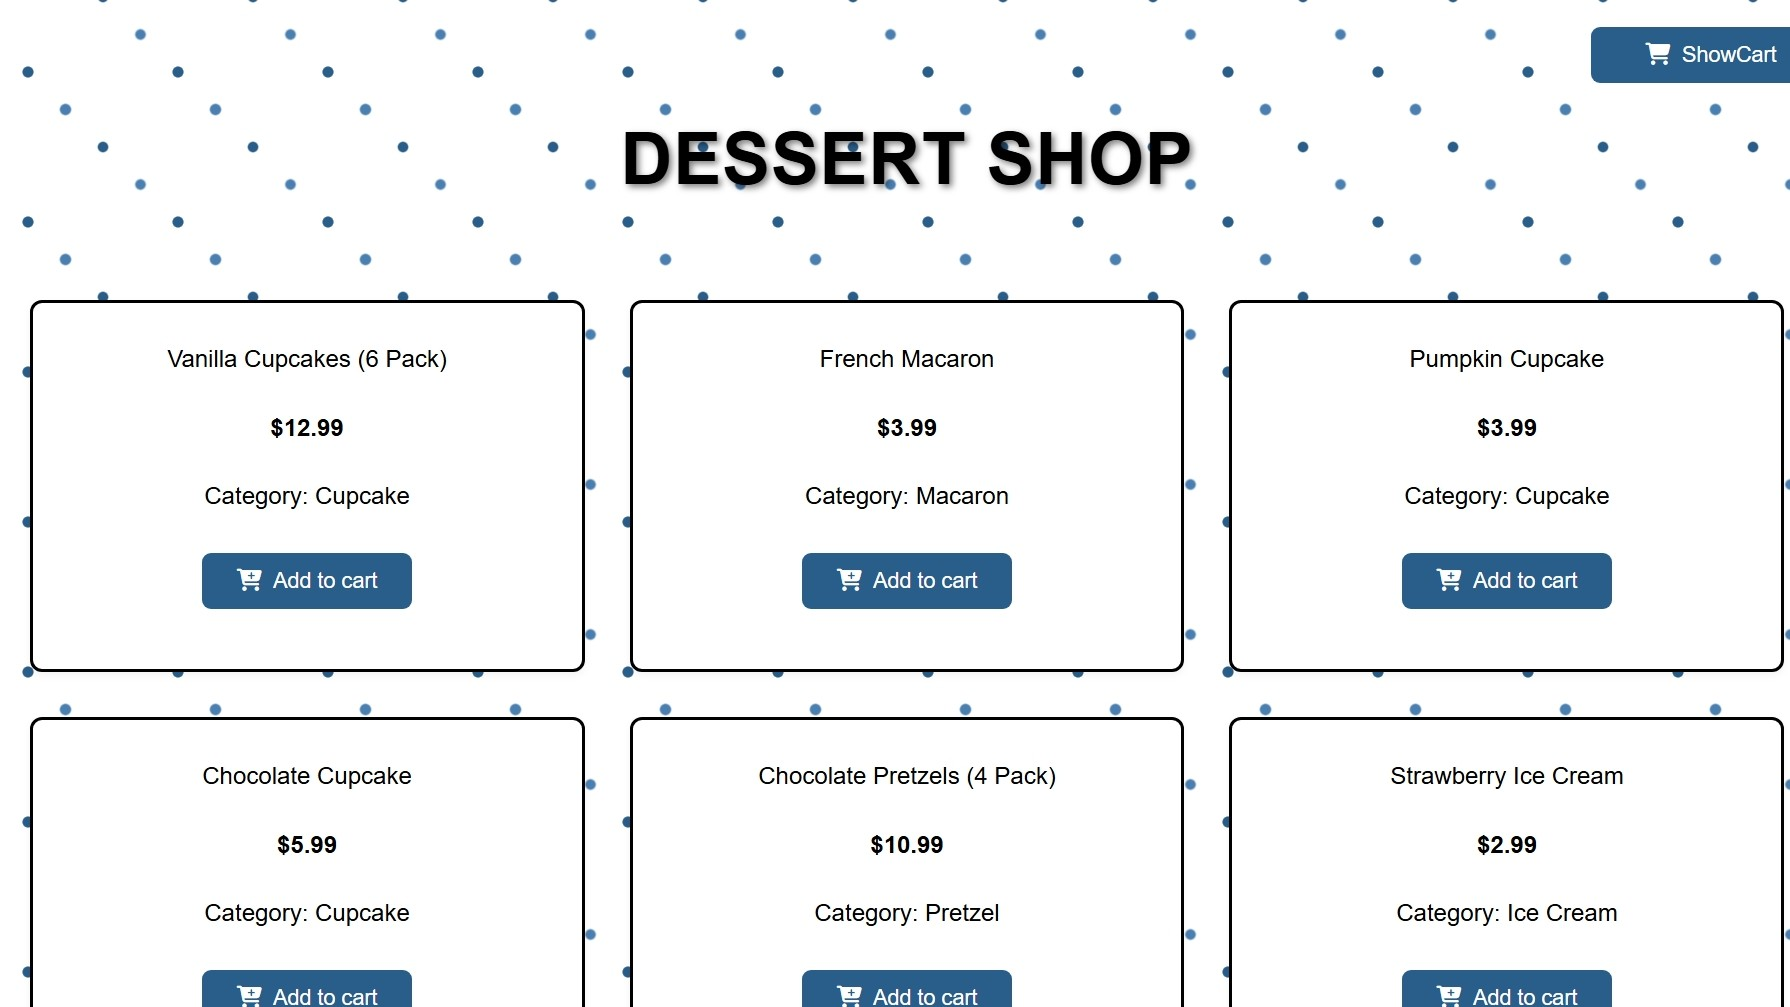 ShowCart
DESSERT SHOP
Vanilla Cupcakes (6 Pack)
$12.99
Category: Cupcake
Add to cart
French Macaron
$3.99
Category: Macaron
Add to cart
Pumpkin Cupcake
$3.99
Category: Cupcake
Add to cart
Chocolate Cupcake
$5.99
Category: Cupcake
Add to cart
Chocolate Pretzels (4 Pack)
$10.99
Category: Pretzel
Add to cart
Strawberry Ice Cream
$2.99
Category: Ice Cream
Add to cart